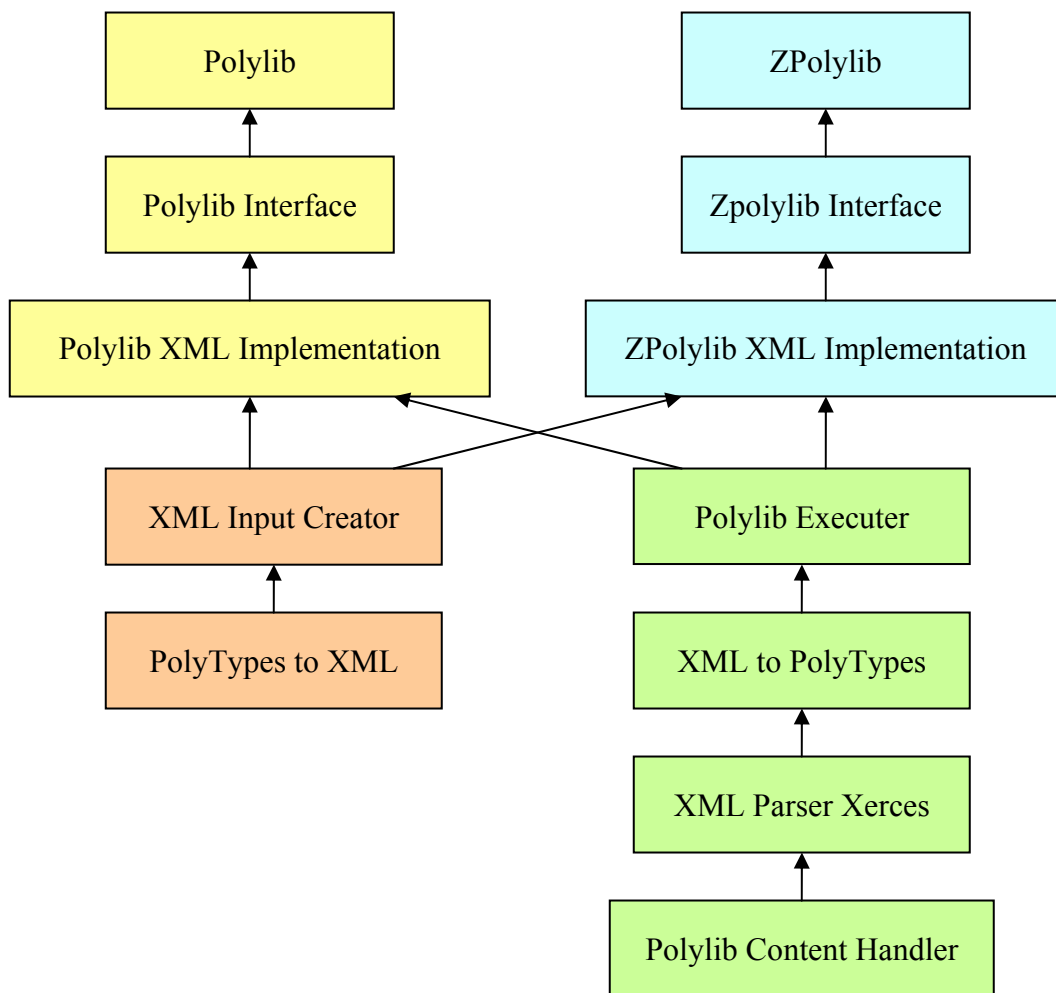 Polylib
ZPolylib
Polylib Interface
Zpolylib Interface
Polylib XML Implementation
ZPolylib XML Implementation
XML Input Creator
Polylib Executer
PolyTypes to XML
XML to PolyTypes
XML Parser Xerces
Polylib Content Handler